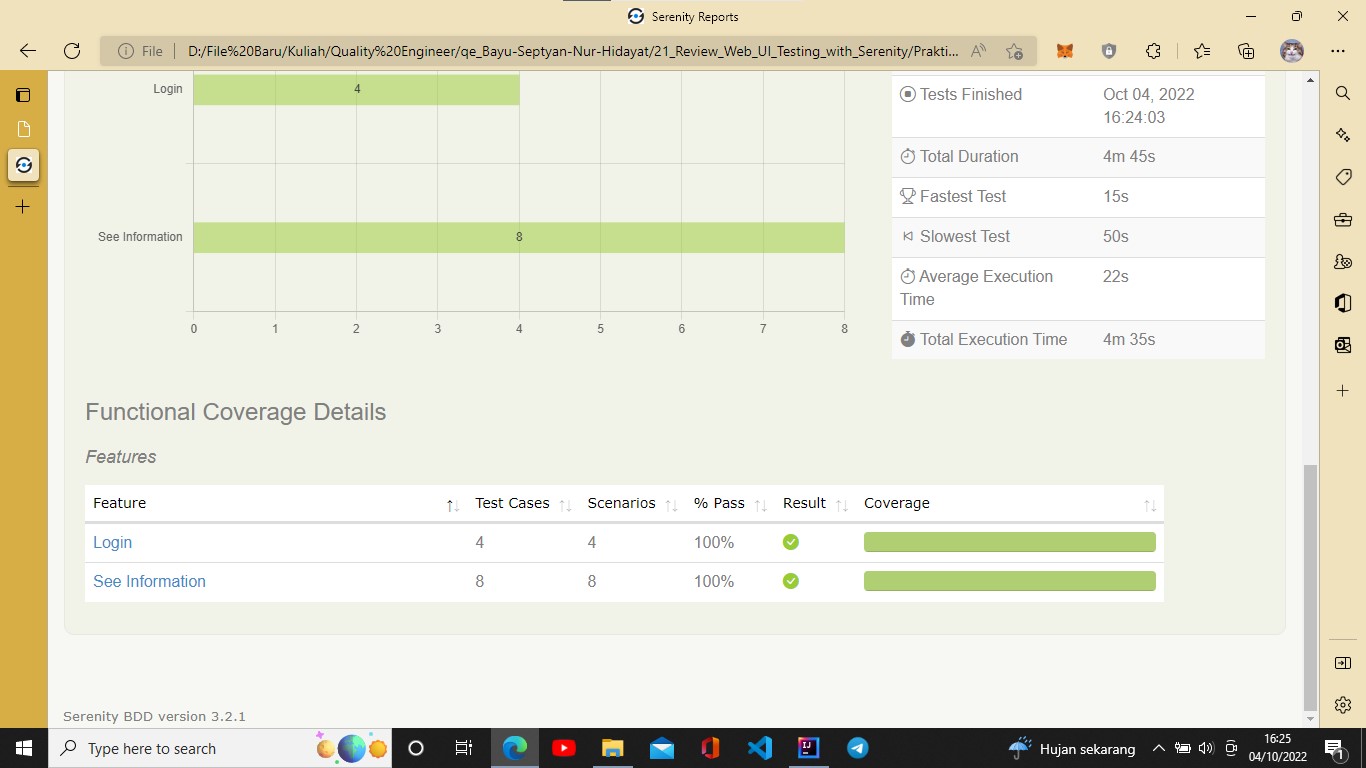 Serenity Reports
File
D:/File%20Baru/Kuliah/Quality%20Engineer/qe_Bayu-Septyan-Nur-Hidayat/21_Review_Web_UI_Testing_with_Serenity/Prakti...
Login
4
See Information
8
0 1 2 3 4 5 6 7 8
Tests Finished Oct 04, 2022
16:24:03
Total Duration 4m 45s
Fastest Test 15s
Slowest Test 50s
Average Execution 22s
Time
Total Execution Time 4m 35s
Functional Coverage Details
Features
Feature Test Cases Scenarios % Pass Result Coverage
Login 4 4 100%
See Information 8 8 100%
Serenity BDD version 3.2.1
Type here to search
Hujan sekarang
16:25
04/10/2022
1